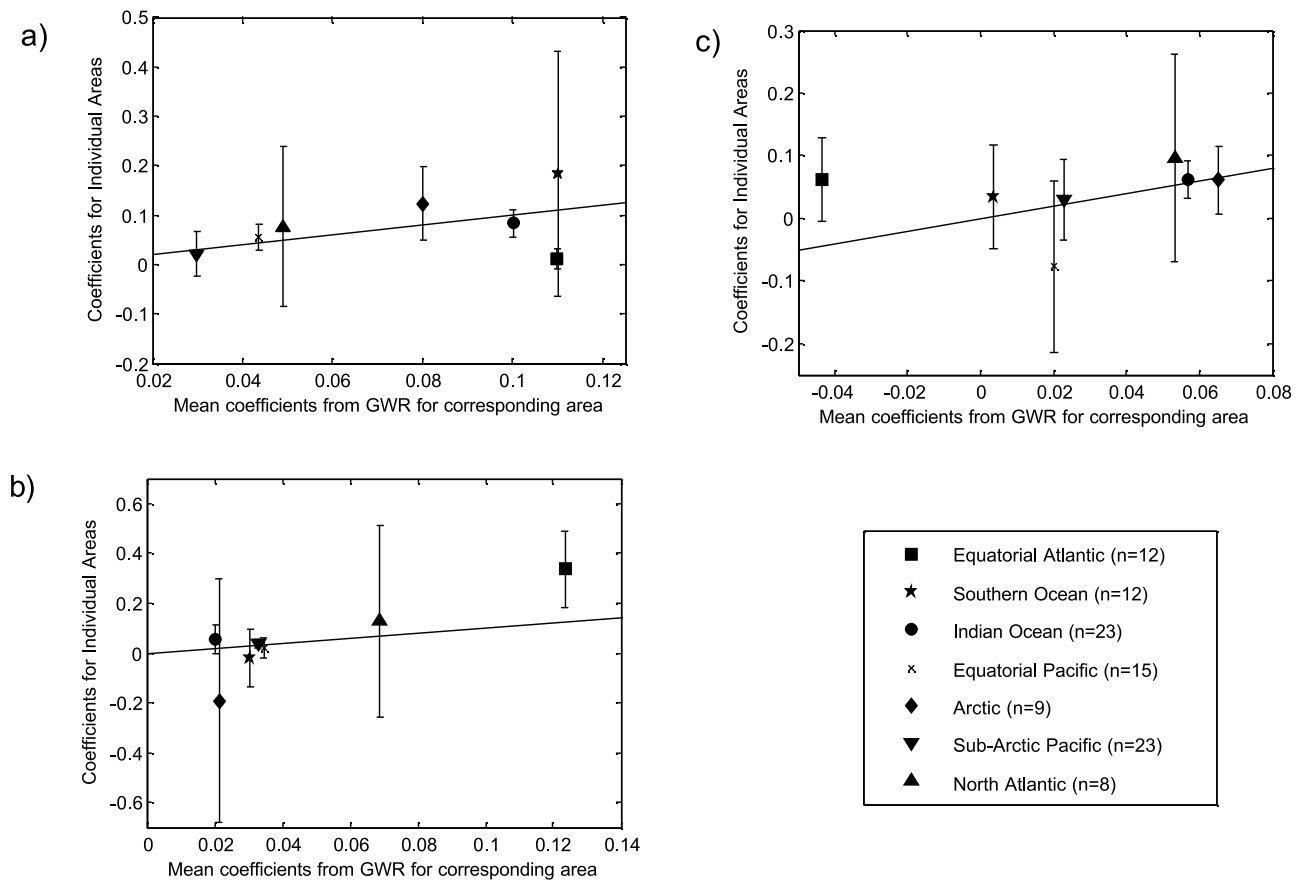 a)
Coefficients for Individual Areas
0.5
0.4
0.3
0.2
0.1
0
-0.1
-0.2
0.02 0.04 0.06 0.08 0.1 0.12
Mean coefficients from GWR for corresponding area
c)
Coefficients for Individual Areas
0.3
0.2
0.1
0
-0.1
-0.2
-0.04 -0.02 0 0.02 0.04 0.06 0.08
Mean coefficients from GWR for corresponding area
b)
Coefficients for Individual Areas
0.6
0.4
0.2
0
-0.2
-0.4
-0.6
0 0.02 0.04 0.06 0.08 0.1 0.12 0.14
Mean coefficients from GWR for corresponding area
Equatorial Atlantic (n=12)
Southern Ocean (n=12)
Indian Ocean (n=23)
Equatorial Pacific (n=15)
Arctic (n=9)
Sub-Arctic Pacific (n=23)
North Atlantic (n=8)